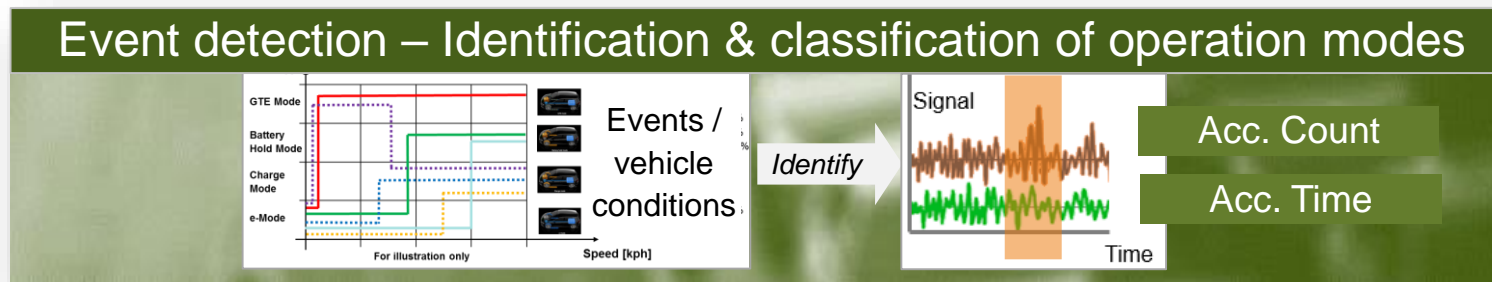 Event detection – Identification & classification of operation modes
GTE Mode
Battery
Hold Mode
Charge
Mode
e-Mode
For illustration only
Speed [kph]
Events /
vehicle
conditions
%
Identify
Signal
Time
Acc. Count
Acc. Time